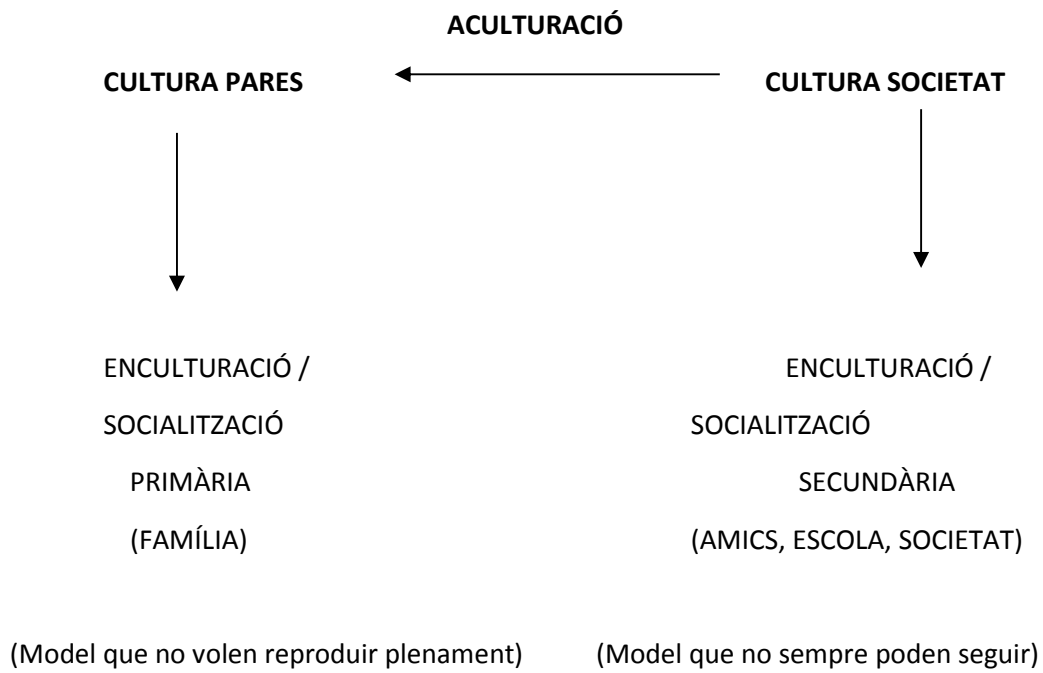 ACULTURACIÓ
CULTURA PARES
CULTURA SOCIETAT
ENCULTURACIÓ /
SOCIALITZACIÓ
PRIMÀRIA
(FAMÍLIA)
(Model que no volen reproduir plenament)
ENCULTURACIÓ /
SOCIALITZACIÓ
SECUNDÀRIA
(AMICS, ESCOLA, SOCIETAT)
(Model que no sempre poden seguir)